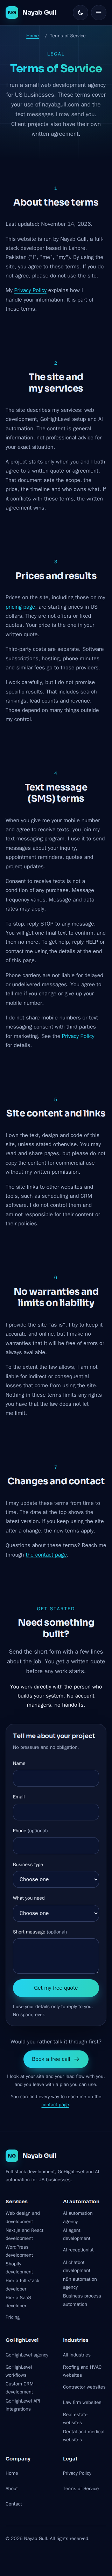 NG Nayab Gull
Home / Terms of Service
LEGAL
Terms of Service
I run a small web development agency
for US businesses. This page covers the
use of nayabgull.com and the
text messages I may send you.
Client projects also have their own
written agreement.
1
About these terms
Last updated: November 14, 2026.
This website is run by Nayab Gull, a full-
stack developer based in Lahore,
Pakistan ("I", "me", "my"). By using the
site, you agree to these terms. If you do
not agree, please do not use the site.
My Privacy Policy explains how I
handle your information. It is part of
these terms.
2
The site and
my services
The site describes my services: web
development, GoHighLevel setup and AI
automation. The content is general
information, not professional advice for
your exact situation.
A project starts only when you and I both
agree to a written quote or agreement.
That document sets the scope, the
price, the timeline and who owns what. If
it conflicts with these terms, the written
agreement wins.
3
Prices and results
Prices on the site, including those on my
pricing page, are starting prices in US
dollars. They are not offers or fixed
quotes. Your price is the one in your
written quote.
Third-party costs are separate. Software
subscriptions, hosting, phone minutes
and similar fees go to those providers.
I work carefully, but I do not promise
specific results. That includes search
rankings, leads, sales and revenue.
Those depend on many things outside
my control.
4
Text message
(SMS) terms
When you give me your mobile number
and agree to receive texts, you join my
text messaging program. I use it to send
messages about your inquiry,
appointment reminders, quotes and
project updates.
Consent to receive texts is not a
condition of any purchase. Message
frequency varies. Message and data
rates may apply.
To stop, reply STOP to any message.
You will get one final text to confirm, and
then no more. To get help, reply HELP or
contact me using the details at the end
of this page.
Phone carriers are not liable for delayed
or undelivered messages. You agree to
tell me if you change or give up your
mobile number.
I do not share mobile numbers or text
messaging consent with third parties
for marketing. See the Privacy Policy
for details.
5
Site content and links
I own the text, design and code of this
site, unless stated otherwise. You may
read and share pages, but please do not
copy the content for commercial use
without my permission.
The site links to other websites and
tools, such as scheduling and CRM
software. I do not control them and am
not responsible for their content or their
policies.
6
No warranties and
limits on liability
I provide the site "as is". I try to keep it
accurate and online, but I make no
warranties that it will be free of errors or
always available.
To the extent the law allows, I am not
liable for indirect or consequential
losses that come from using the site.
Nothing in these terms limits any rights
you have that the law does not let
me limit.
7
Changes and contact
I may update these terms from time to
time. The date at the top shows the
latest version. If you keep using the site
after a change, the new terms apply.
Questions about these terms? Reach me
through the contact page.
GET STARTED
Need something
built?
Send the short form with a few lines
about the job. You will get a written quote
before any work starts.
You work directly with the person who
builds your system. No account
managers, no handoffs.
Tell me about your project
No pressure and no obligation.
Name
Email
Phone (optional)
Business type
Choose one
What you need
Choose one
Short message (optional)
Get my free quote
I use your details only to reply to you.
No spam, ever.
Would you rather talk it through first?
Book a free call →
I look at your site and your lead flow with you,
and you leave with a plan you can use.
You can find every way to reach me on the
contact page.
NG Nayab Gull
Full-stack development, GoHighLevel and AI
automation for US businesses.
Services
Web design and
development
Next.js and React
development
WordPress
development
Shopify
development
Hire a full stack
developer
Hire a SaaS
developer
Pricing
AI automation
AI automation
agency
AI agent
development
AI receptionist
AI chatbot
development
Business process
automation
GoHighLevel
GoHighLevel agency
GoHighLevel
workflows
Custom CRM
development
GoHighLevel API
integrations
Industries
All industries
Roofing and HVAC
websites
Contractor websites
Law firm websites
Real estate
websites
Dental and medical
websites
n8n automation
agency
Company
Home
About
Contact
Legal
Privacy Policy
Terms of Service
© 2026 Nayab Gull. All rights reserved.